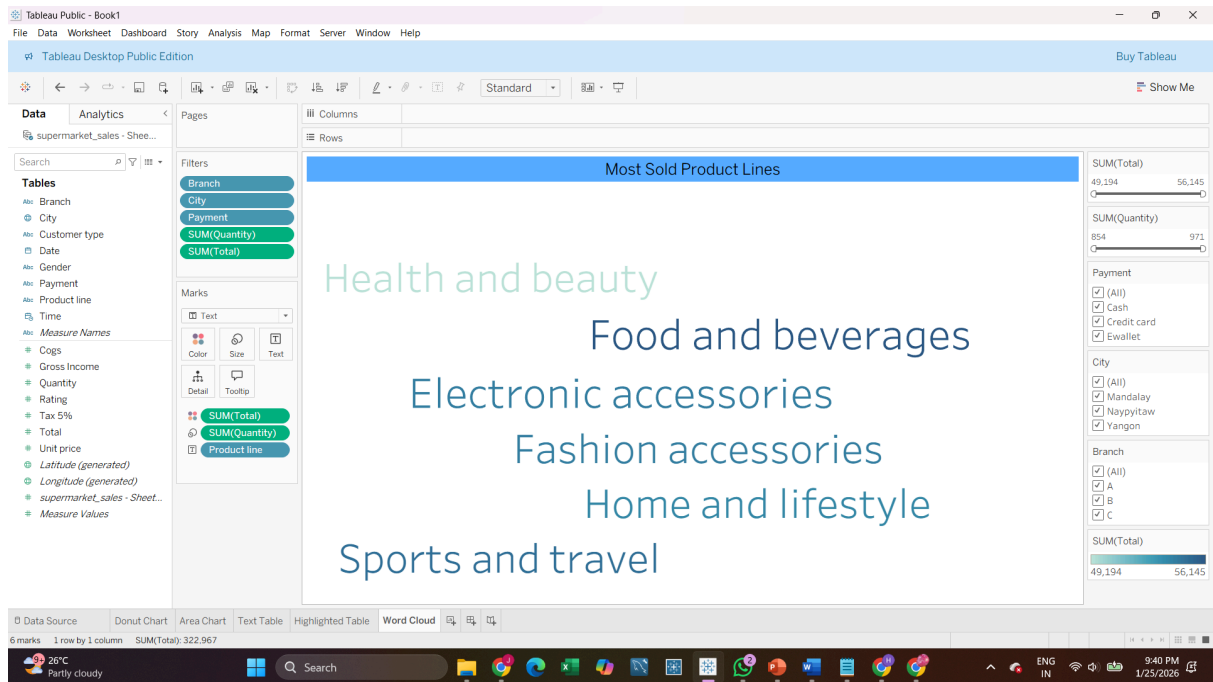 Tableau Public - Book1
File Data Worksheet Dashboard Story Analysis Map Format Server Window Help
Tableau Desktop Public Edition
Buy Tableau
Standard
Show Me
Data
Analytics
supermarket_sales - Shee...
Search
Tables
Abc Branch
City
Abc Customer type
Date
Abc Gender
Abc Payment
Abc Product line
Time
Abc Measure Names
# Cogs
# Gross Income
# Quantity
# Rating
# Tax 5%
# Total
# Unit price
Latitude (generated)
Longitude (generated)
# supermarket_sales - Sheet...
# Measure Values
Pages
Filters
Branch
City
Payment
SUM(Quantity)
SUM(Total)
Marks
Text
Color
Size
Text
Detail
Tooltip
SUM(Total)
SUM(Quantity)
Product line
Columns
Rows
Most Sold Product Lines
Health and beauty
Food and beverages
Electronic accessories
Fashion accessories
Home and lifestyle
Sports and travel
SUM(Total)
49,194 56,145
SUM(Quantity)
854 971
Payment
(All)
Cash
Credit card
Ewallet
City
(All)
Mandalay
Naypyitaw
Yangon
Branch
(All)
A
B
C
SUM(Total)
49,194 56,145
Data Source
Donut Chart
Area Chart
Text Table
Highlighted Table
Word Cloud
6 marks 1 row by 1 column SUM(Total): 322,967
9+
26°C
Partly cloudy
Search
2
ENG
IN
9:40 PM
1/25/2026